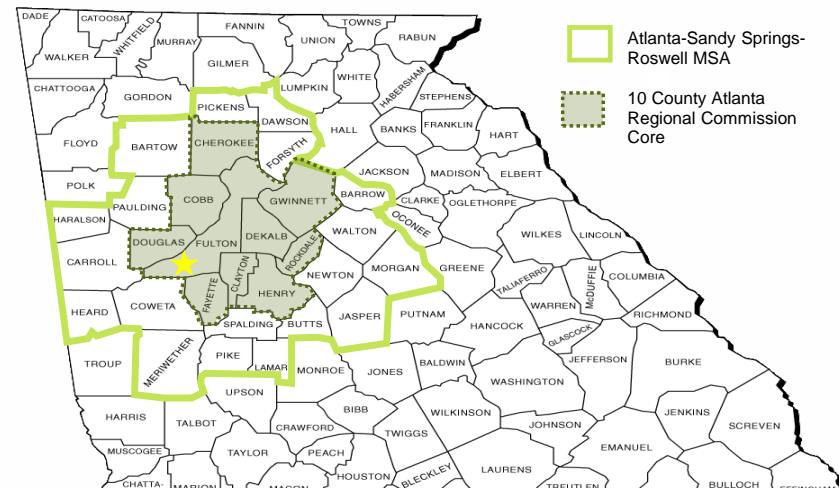 DADE
CATOOSA
WHITFIELD
MURRAY
FANNIN
UNION
TOWNS
RABUN
WALKER
GILMER
WHITE
HABERSHAM
LUMPKIN
STEPHENS
CHATTOOGA
GORDON
PICKENS
DAWSON
HALL
BANKS
FRANKLIN
HART
FLOYD
BARTOW
CHEROKEE
FORSYTH
JACKSON
MADISON
ELBERT
POLK
PAULDING
COBB
GWINNETT
BARROW
CLARKE
OGLETHORPE
HARALSON
OCONEE
DOUGLAS
FULTON
DEKALB
ROCKDALE
WALTON
WILKES
LINCOLN
CARROLL
CLAYTON
NEWTON
MORGAN
GREENE
TALIAFERRO
McDUFFIE
COLUMBIA
HEARD
COWETA
FAYETTE
HENRY
JASPER
PUTNAM
WARREN
RICHMOND
SPALDING
BUTTS
HANCOCK
GLASCOCK
TROUP
MERIWETHER
PIKE
LAMAR
MONROE
JONES
BALDWIN
JEFFERSON
BURKE
UPSON
WASHINGTON
HARRIS
TALBOT
CRAWFORD
BIBB
WILKINSON
JENKINS
SCREVEN
TWIGGS
JOHNSON
MUSCOGEE
TAYLOR
PEACH
EMANUEL
HOUSTON
BLECKLEY
LAURENS
CHATTA-
MARION
MACON
TREUTLEN
BULLOCH
EFFINGHAM
Atlanta-Sandy Springs-
Roswell MSA
10 County Atlanta
Regional Commission
Core